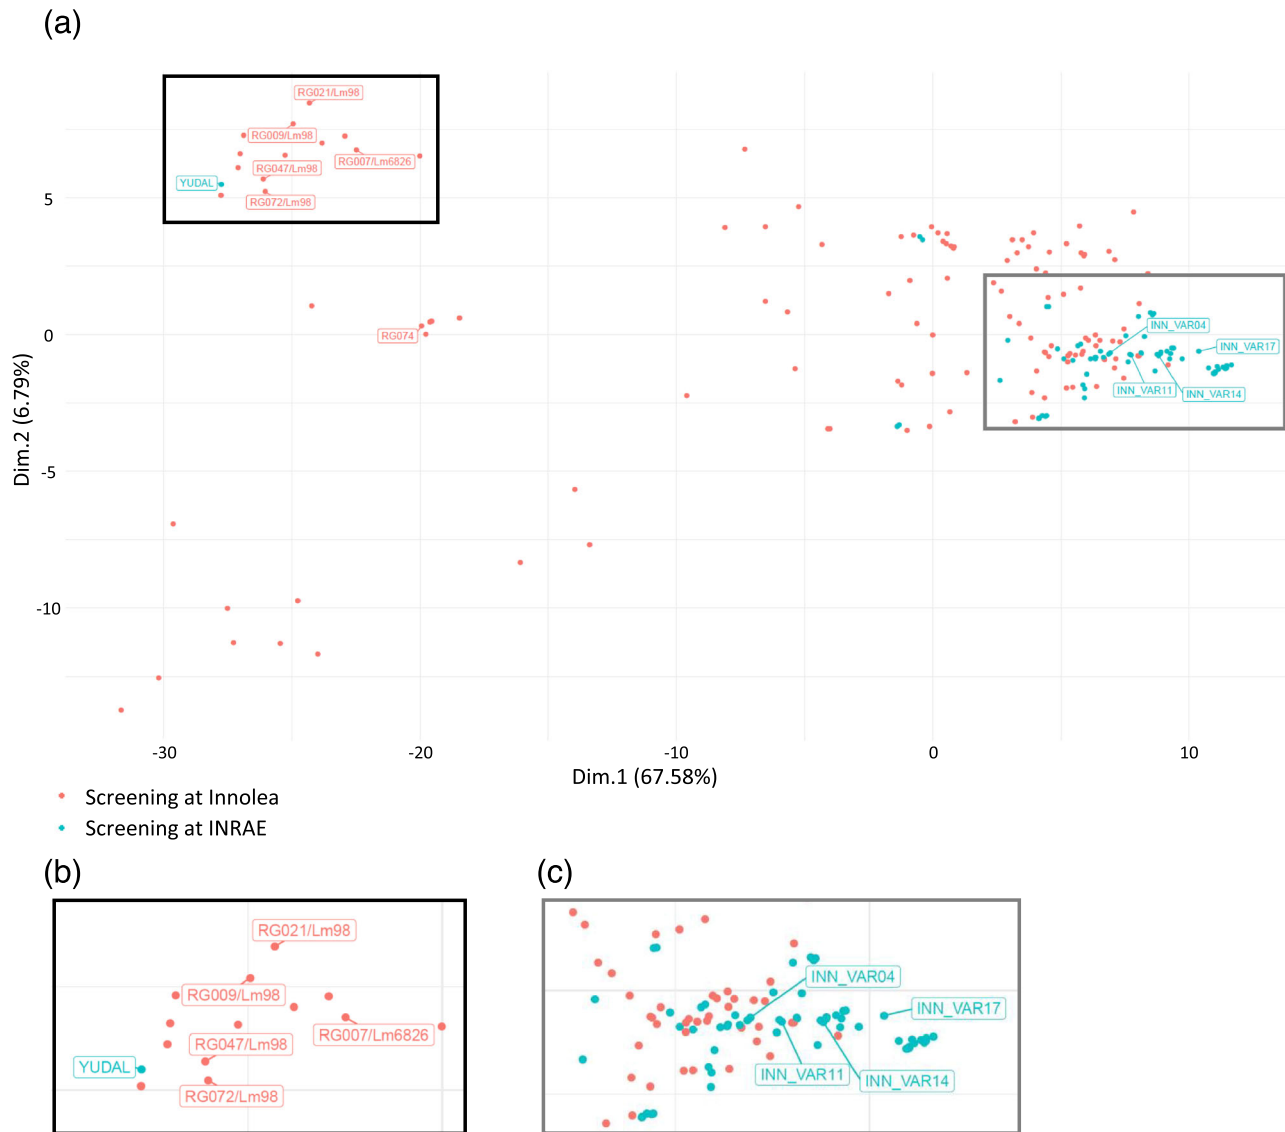 (a)
RG021/Lm98
RG009/Lm98
RG007/Lm6826
RG047/Lm98
YUDAL
RG072/Lm98
5
RG074
0
INN_VAR04
INN_VAR17
INN_VAR11
INN_VAR14
-5
-10
Dim.2 (6.79%)
-30
-20
-10
0
10
Dim.1 (67.58%)
Screening at Innolea
Screening at INRAE
(b)
RG021/Lm98
RG009/Lm98
RG007/Lm6826
RG047/Lm98
YUDAL
RG072/Lm98
(c)
INN_VAR04
INN_VAR17
INN_VAR11
INN_VAR14